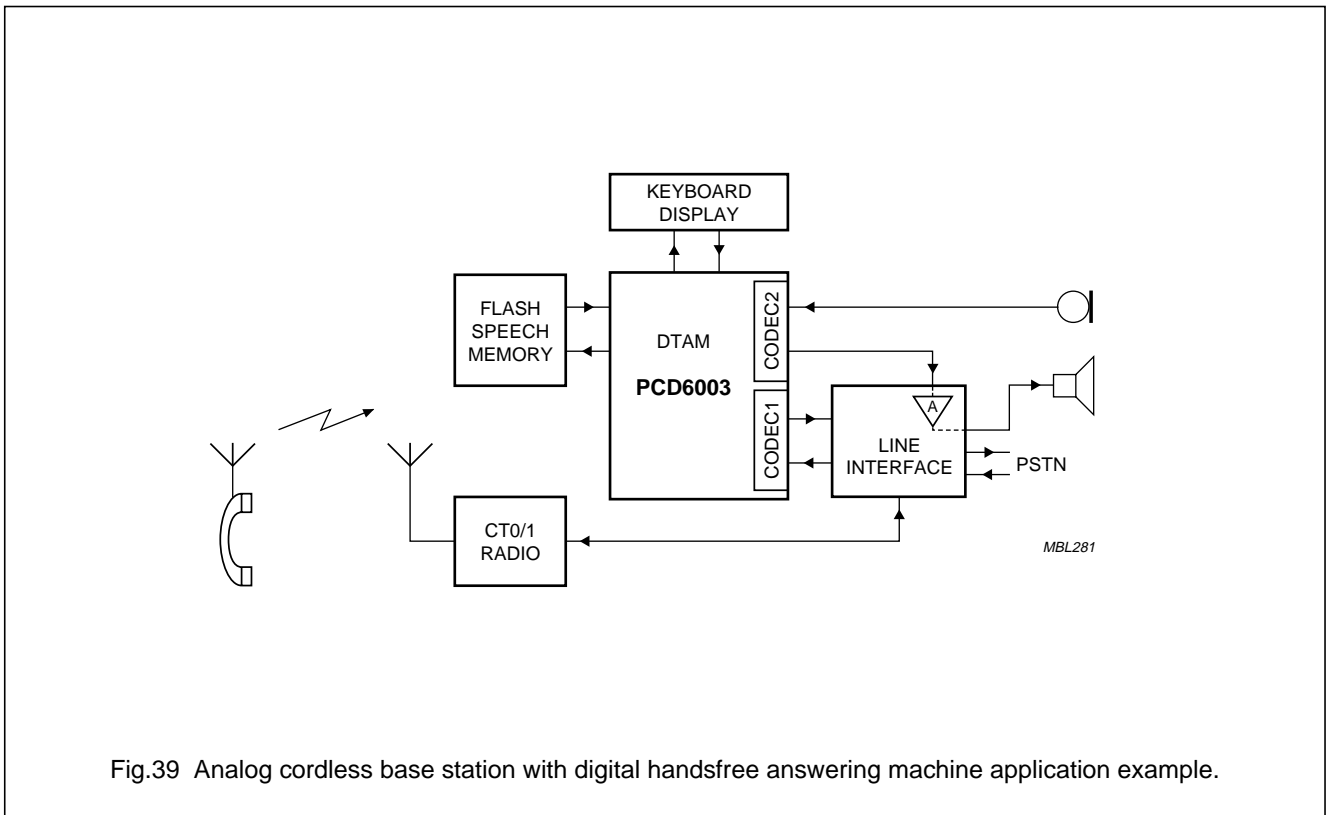 KEYBOARD
DISPLAY
FLASH
SPEECH
MEMORY
DTAM
PCD6003
CODEC2
CODEC1
A
LINE
INTERFACE
PSTN
CT0/1
RADIO
MBL281
Fig.39 Analog cordless base station with digital handsfree answering machine application example.